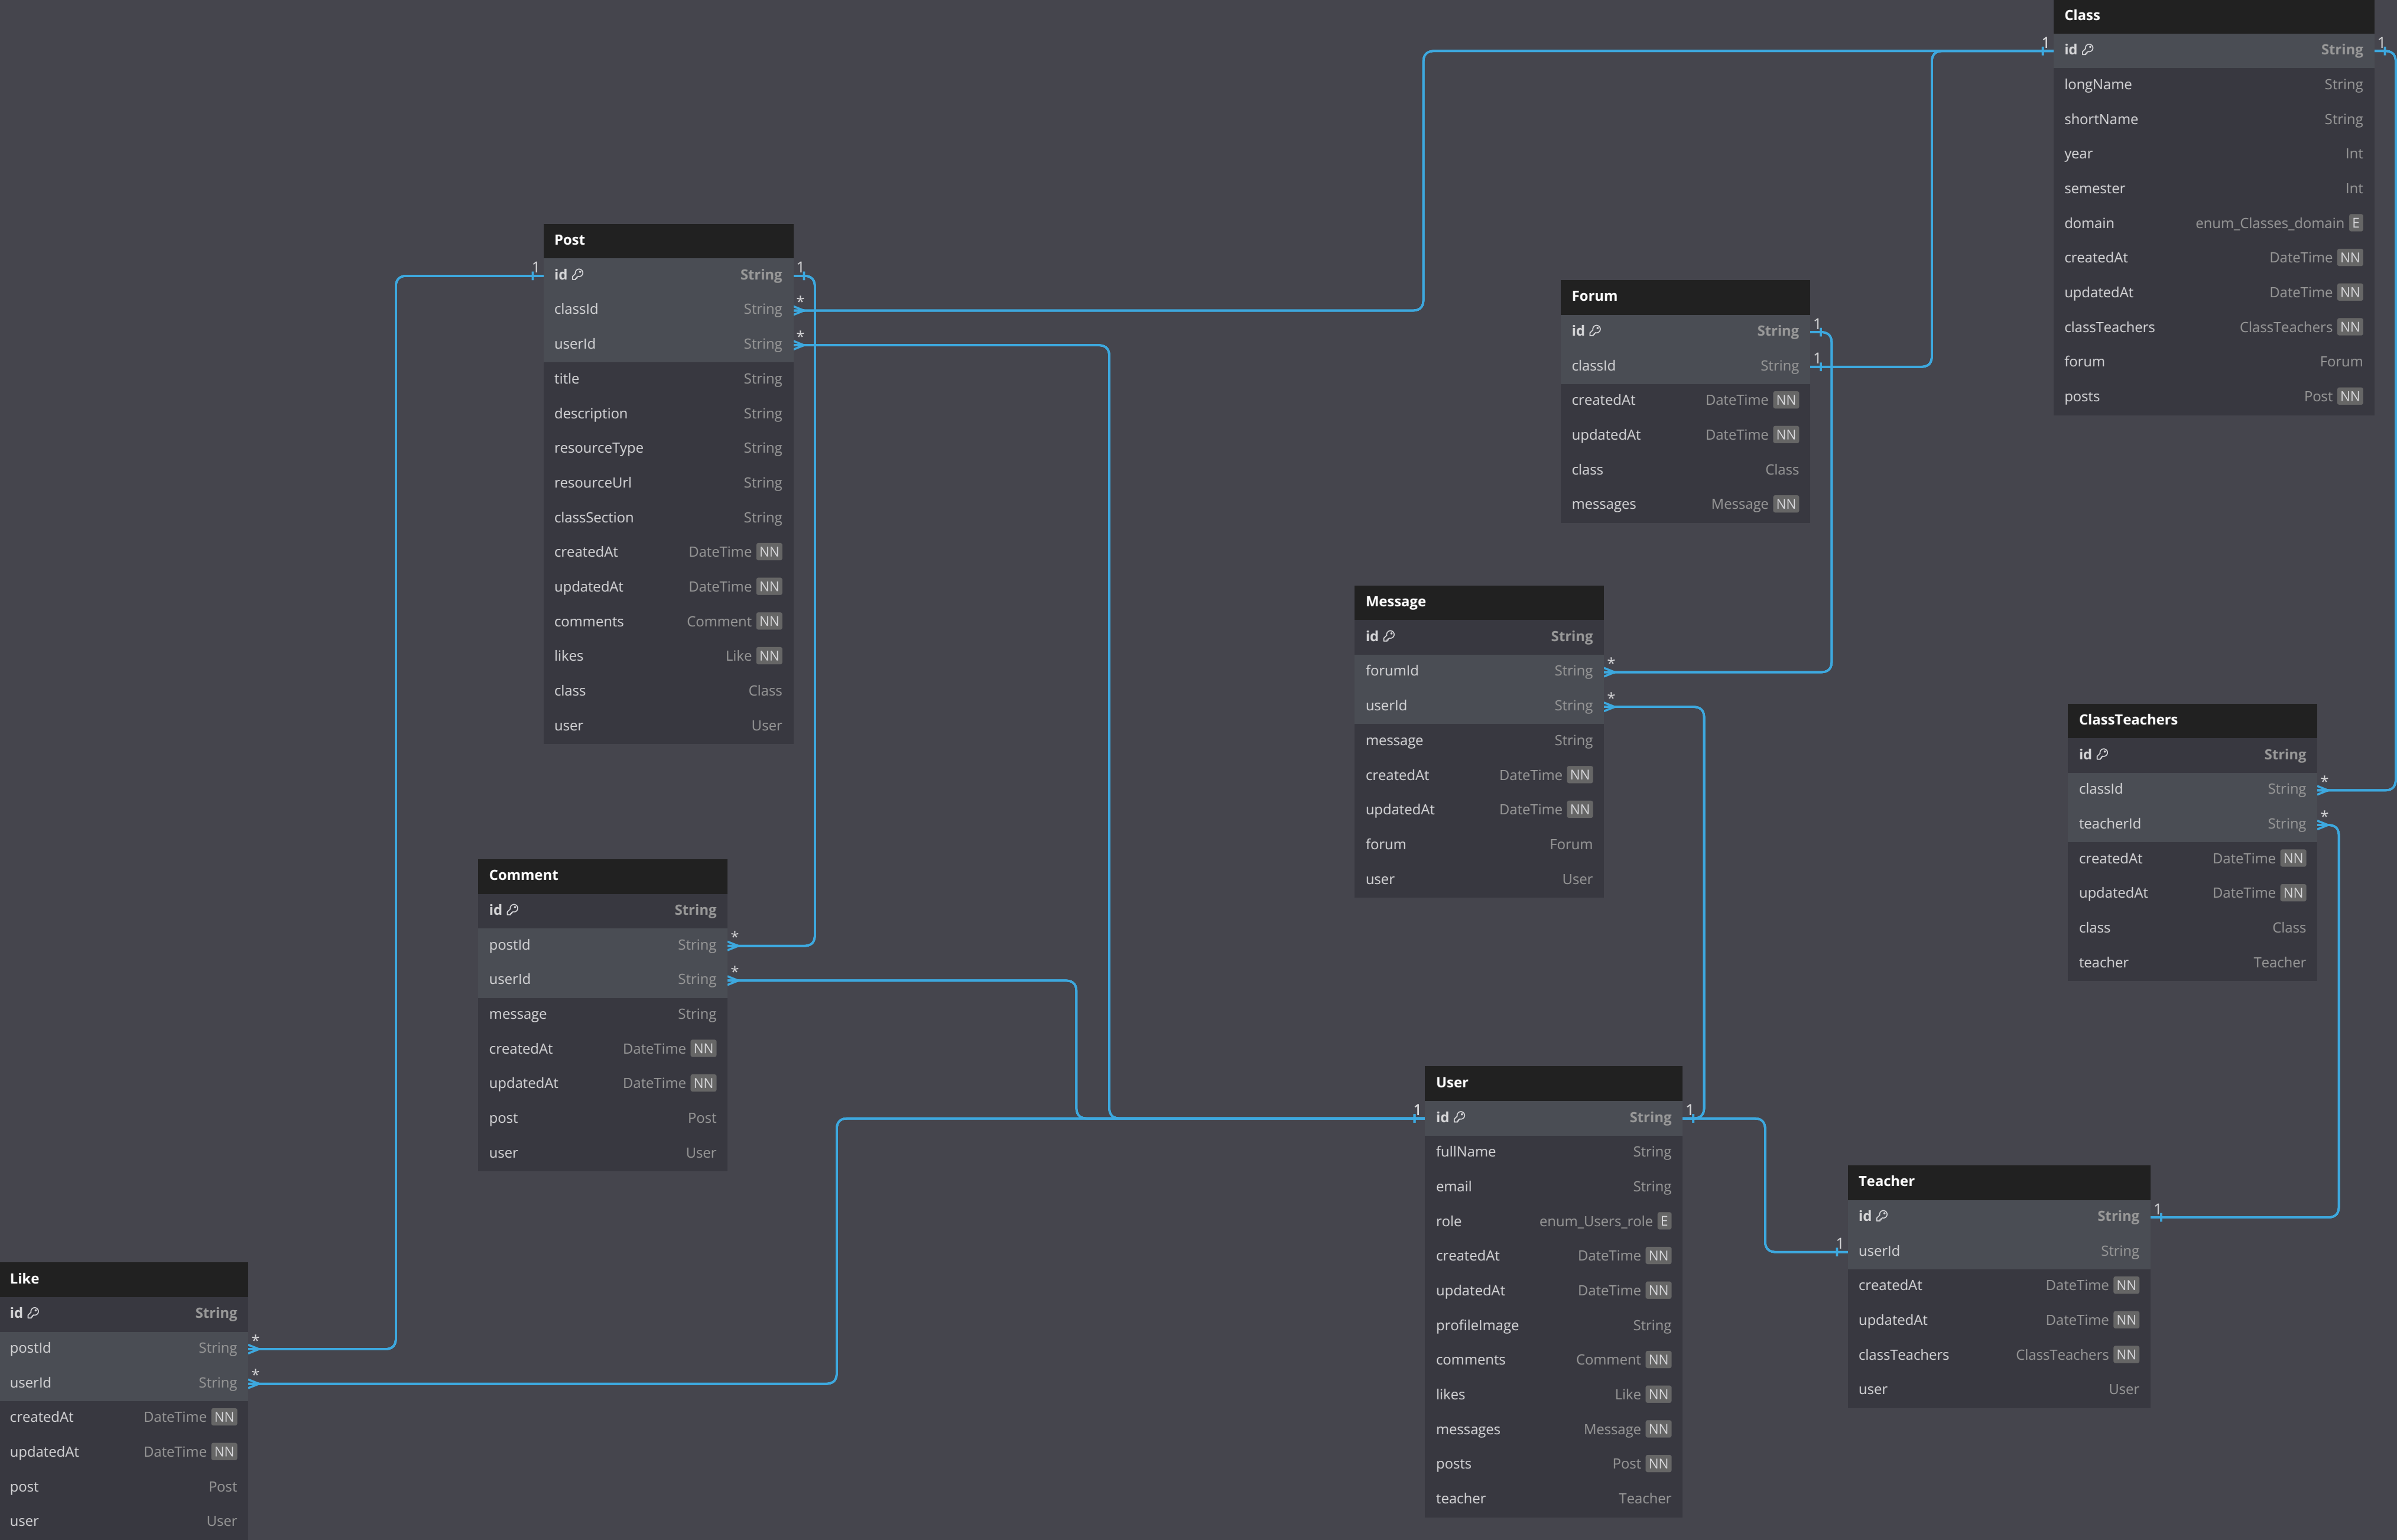 Class
1 id String 1
longName String
shortName String
year Int
semester Int
domain enum_Classes_domain E
createdAt DateTime NN
updatedAt DateTime NN
classTeachers ClassTeachers NN
forum Forum
posts Post NN
Post
1 id String 1
classId String *
userId String *
title String
description String
resourceType String
resourceUrl String
classSection String
createdAt DateTime NN
updatedAt DateTime NN
comments Comment NN
likes Like NN
class Class
user User
Forum
id String 1
classId String 1
createdAt DateTime NN
updatedAt DateTime NN
class Class
messages Message NN
Message
id String
forumId String *
userId String *
message String
createdAt DateTime NN
updatedAt DateTime NN
forum Forum
user User
ClassTeachers
id String
classId String *
teacherId String *
createdAt DateTime NN
updatedAt DateTime NN
class Class
teacher Teacher
Comment
id String
postId String *
userId String *
message String
createdAt DateTime NN
updatedAt DateTime NN
post Post
user User
User
1 id String 1
fullName String
email String
role enum_Users_role E
createdAt DateTime NN
updatedAt DateTime NN
profileImage String
comments Comment NN
likes Like NN
messages Message NN
posts Post NN
teacher Teacher
Teacher
id String 1
1 userId String
createdAt DateTime NN
updatedAt DateTime NN
classTeachers ClassTeachers NN
user User
Like
id String
postId String *
userId String *
createdAt DateTime NN
updatedAt DateTime NN
post Post
user User